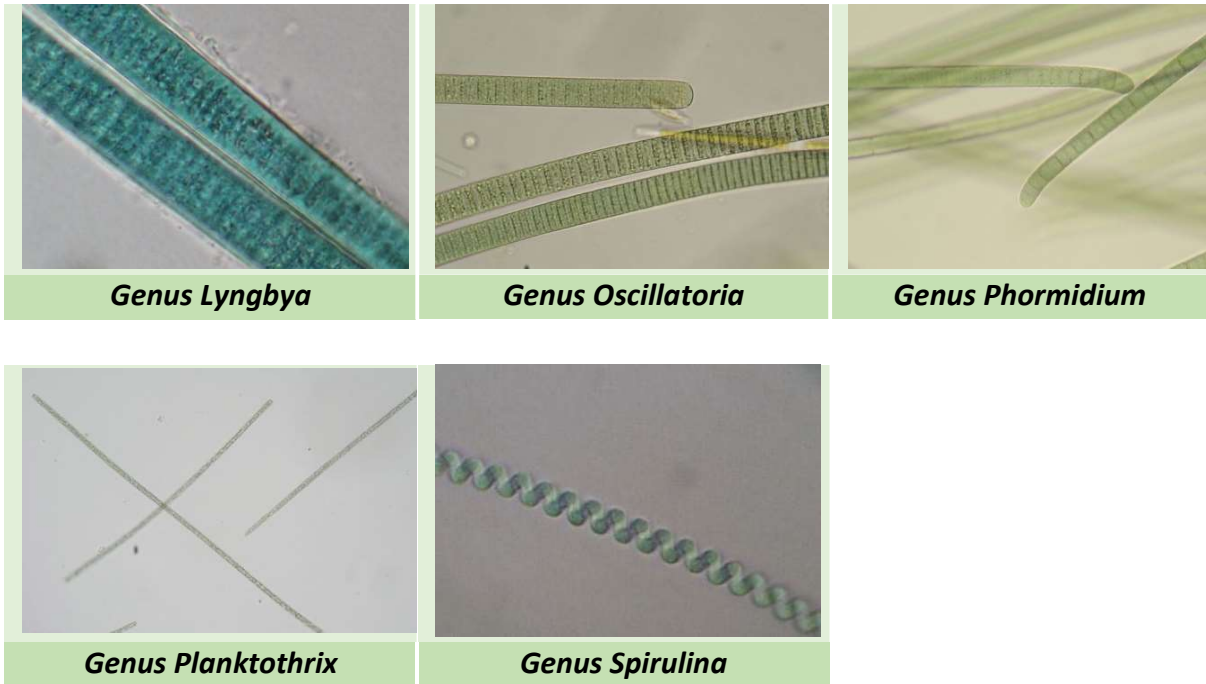 Genus Lyngbya
Genus Oscillatoria
Genus Phormidium
Genus Planktothrix
Genus Spirulina